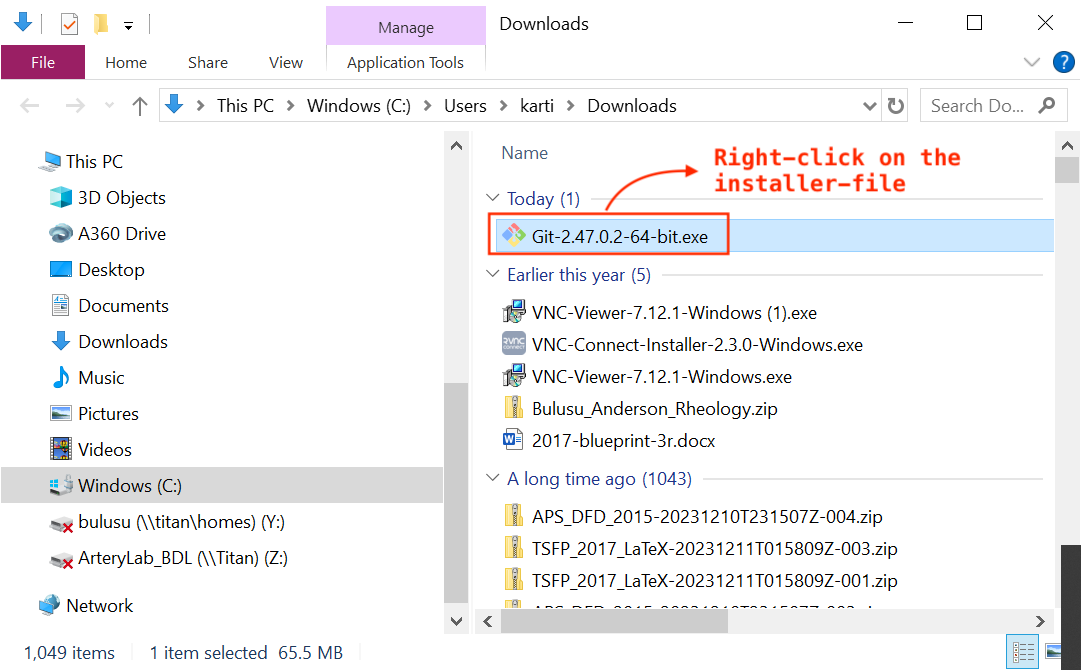 Manage
Downloads
File
Home
Share
View
Application Tools
?
This PC
Windows (C:)
Users
karti
Downloads
Search Do...
This PC
3D Objects
A360 Drive
Desktop
Documents
Downloads
Music
Pictures
Videos
Windows (C:)
bulusu (\\titan\homes) (Y:)
ArteryLab_BDL (\\Titan) (Z:)
Network
Name
Right-click on the
installer-file
Today (1)
Git-2.47.0.2-64-bit.exe
Earlier this year (5)
VNC-Viewer-7.12.1-Windows (1).exe
RVNC
CONNECT
VNC-Connect-Installer-2.3.0-Windows.exe
VNC-Viewer-7.12.1-Windows.exe
Bulusu_Anderson_Rheology.zip
2017-blueprint-3r.docx
A long time ago (1043)
APS_DFD_2015-20231210T231507Z-004.zip
TSFP_2017_LaTeX-20231211T015809Z-003.zip
TSFP_2017_LaTeX-20231211T015809Z-001.zip
1,049 items
1 item selected
65.5 MB